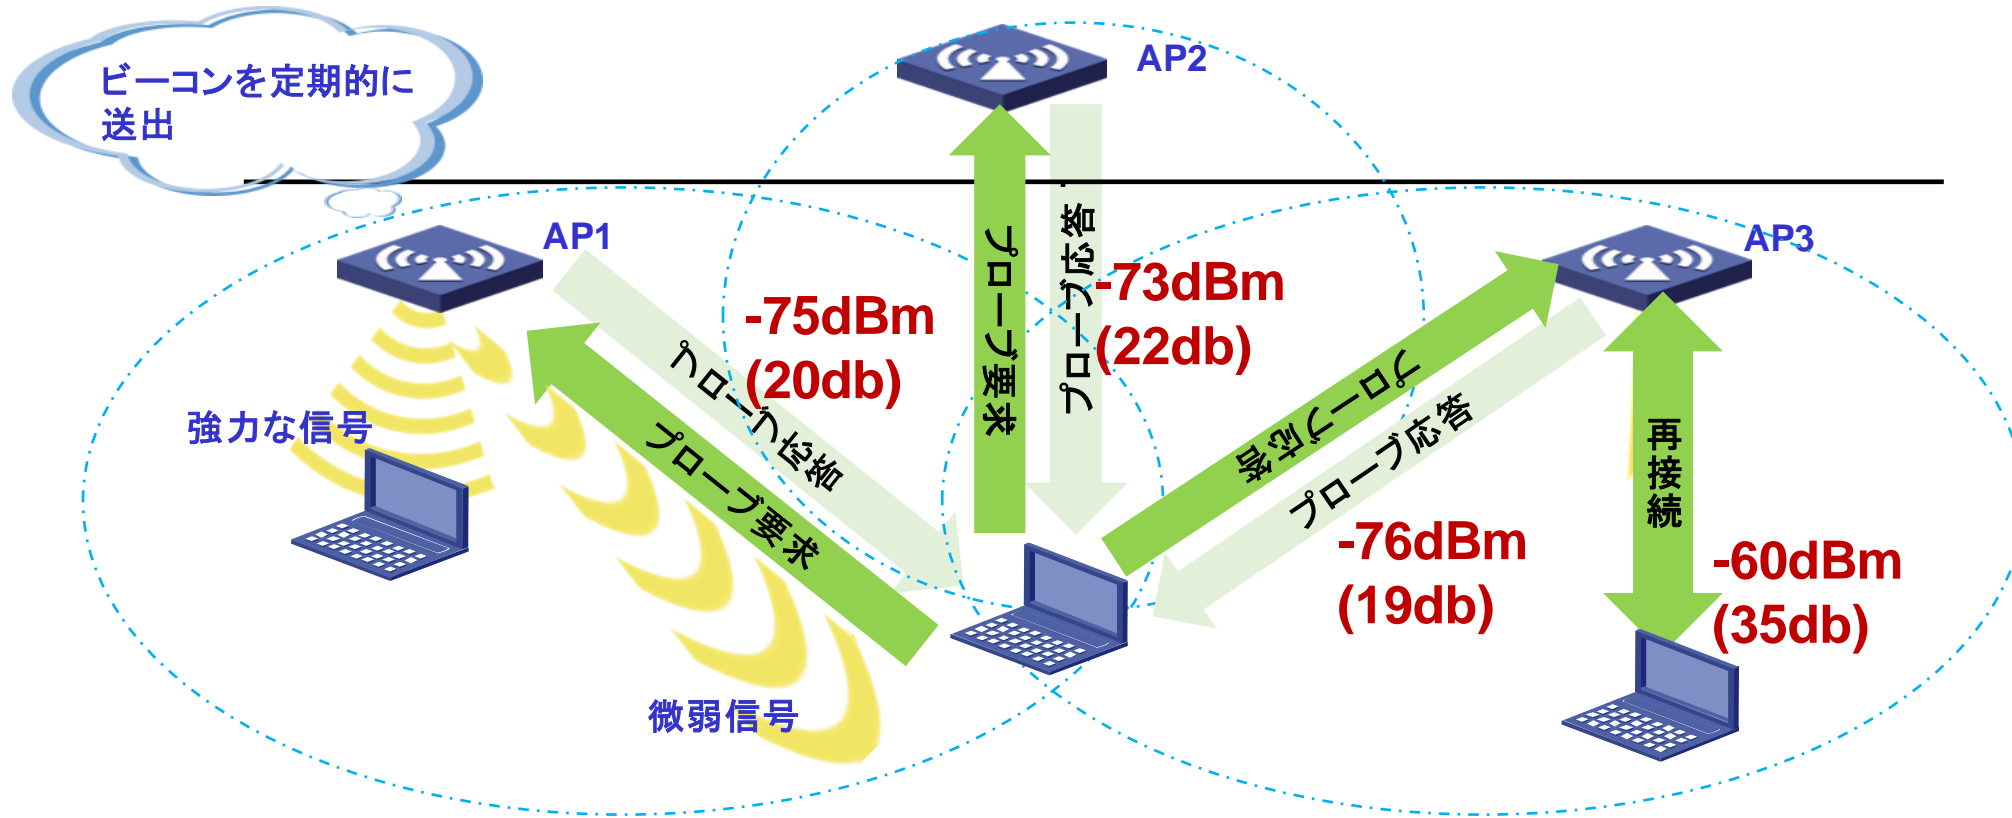 ビーコンを定期的に
送出
AP2
AP1
AP3
プローブ要求
プローブ応答
-73dBm
(22db)
-75dBm
(20db)
プローブ応答
プローブ要求
強力な信号
微弱信号
プローブ応答
プローブ応答
-76dBm
(19db)
再接続
-60dBm
(35db)